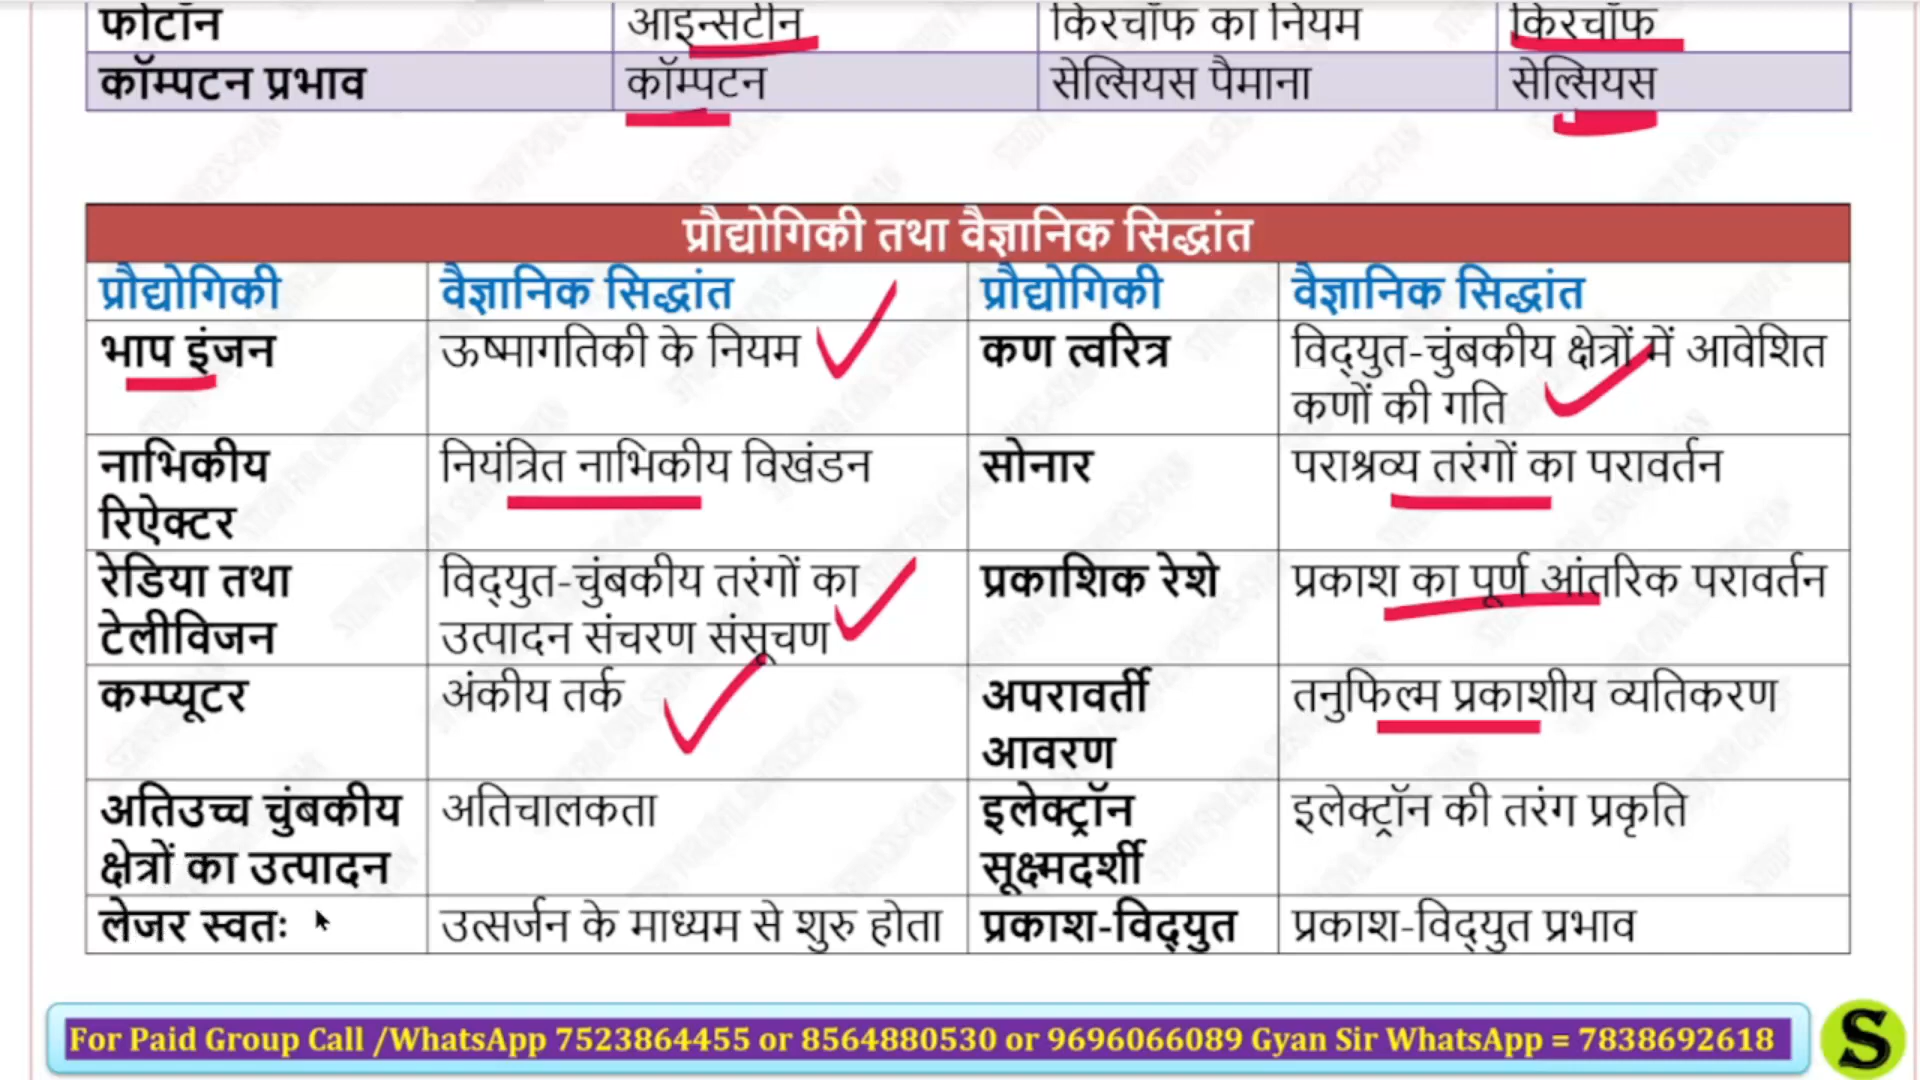 फोटॉन आइन्सटीन किरचॉफ का नियम किरचॉफ
कॉम्पटन प्रभाव कॉम्पटन सेल्सियस पैमाना सेल्सियस
प्रौद्योगिकी तथा वैज्ञानिक सिद्धांत
प्रौद्योगिकी वैज्ञानिक सिद्धांत प्रौद्योगिकी वैज्ञानिक सिद्धांत
भाप इंजन ऊष्मागतिकी के नियम कण त्वरित्र विद्युत-चुंबकीय क्षेत्रों में आवेशित
कणों की गति
नाभिकीय नियंत्रित नाभिकीय विखंडन सोनार पराश्रव्य तरंगों का परावर्तन
रिऐक्टर
रेडिया तथा विद्युत-चुंबकीय तरंगों का प्रकाशिक रेशे प्रकाश का पूर्ण आंतरिक परावर्तन
टेलीविजन उत्पादन संचरण संसूचण
कम्प्यूटर अंकीय तर्क अपरावर्ती तनुफिल्म प्रकाशीय व्यतिकरण
आवरण
अतिउच्च चुंबकीय अतिचालकता इलेक्ट्रॉन इलेक्ट्रॉन की तरंग प्रकृति
क्षेत्रों का उत्पादन सूक्ष्मदर्शी
लेजर स्वतः उत्सर्जन के माध्यम से शुरु होता प्रकाश-विद्युत प्रकाश-विद्युत प्रभाव
For Paid Group Call /WhatsApp 7523864455 or 8564880530 or 9696066089 Gyan Sir WhatsApp = 7838692618
S